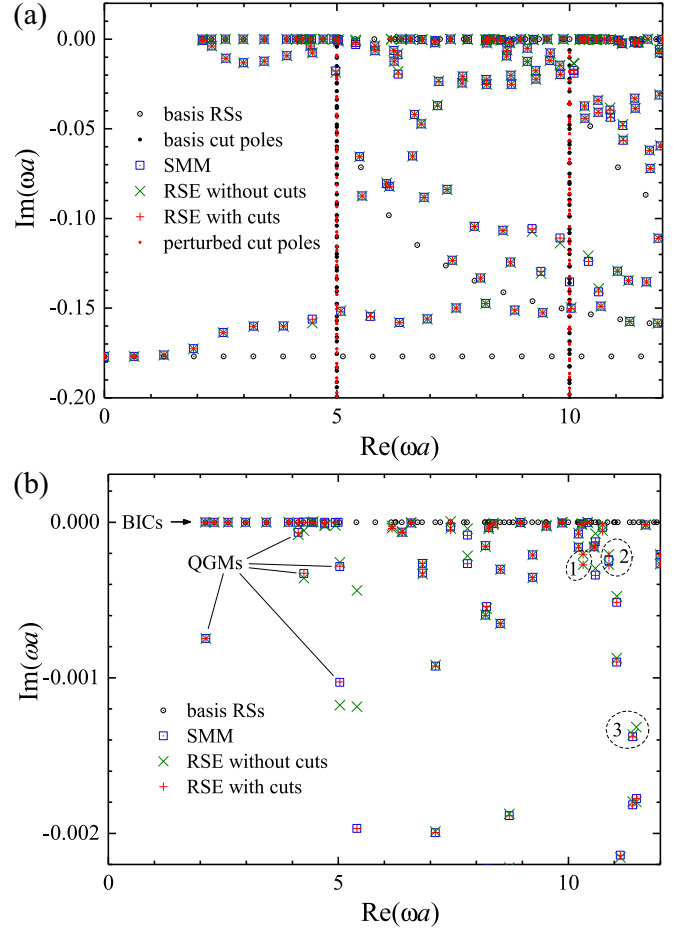 (a)
0.00
-0.05
-0.10
-0.15
-0.20
Im(ωa)
basis RSs
basis cut poles
SMM
RSE without cuts
RSE with cuts
perturbed cut poles
0 5 10
Re(ωa)
(b)
0.000
-0.001
-0.002
Im(ωa)
BICs
QGMs
1
2
3
basis RSs
SMM
RSE without cuts
RSE with cuts
0 5 10
Re(ωa)